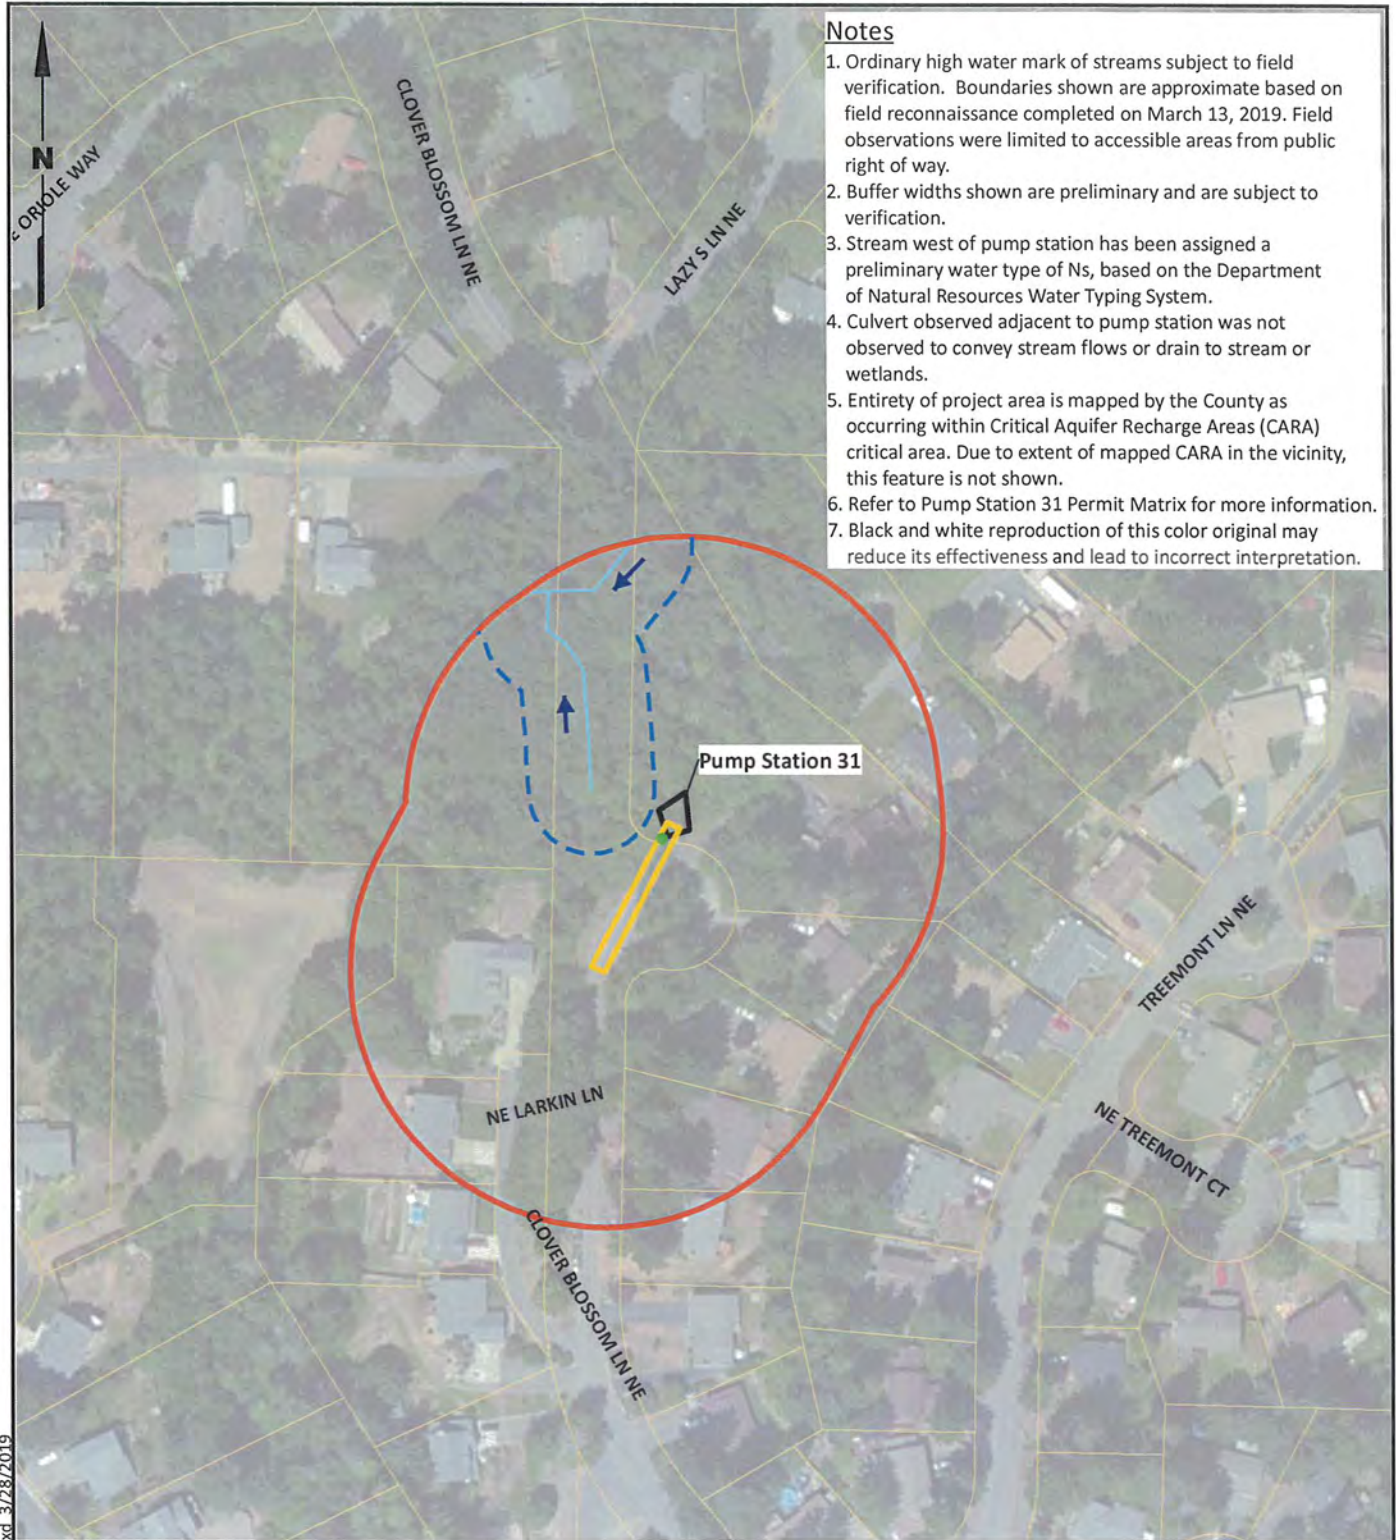 Notes
1. Ordinary high water mark of streams subject to field
verification. Boundaries shown are approximate based on
field reconnaissance completed on March 13, 2019. Field
observations were limited to accessible areas from public
right of way.
2. Buffer widths shown are preliminary and are subject to
verification.
3. Stream west of pump station has been assigned a
preliminary water type of Ns, based on the Department
of Natural Resources Water Typing System.
4. Culvert observed adjacent to pump station was not
observed to convey stream flows or drain to stream or
wetlands.
5. Entirety of project area is mapped by the County as
occurring within Critical Aquifer Recharge Areas (CARA)
critical area. Due to extent of mapped CARA in the vicinity,
this feature is not shown.
6. Refer to Pump Station 31 Permit Matrix for more information.
7. Black and white reproduction of this color original may
reduce its effectiveness and lead to incorrect interpretation.
N
E ORIOLE WAY
CLOVER BLOSSOM LN NE
LAZY S LN NE
Pump Station 31
TREEMONT LN NE
NE LARKIN LN
NE TREEMONT CT
CLOVER BLOSSOM LN NE
xd 3/28/2019